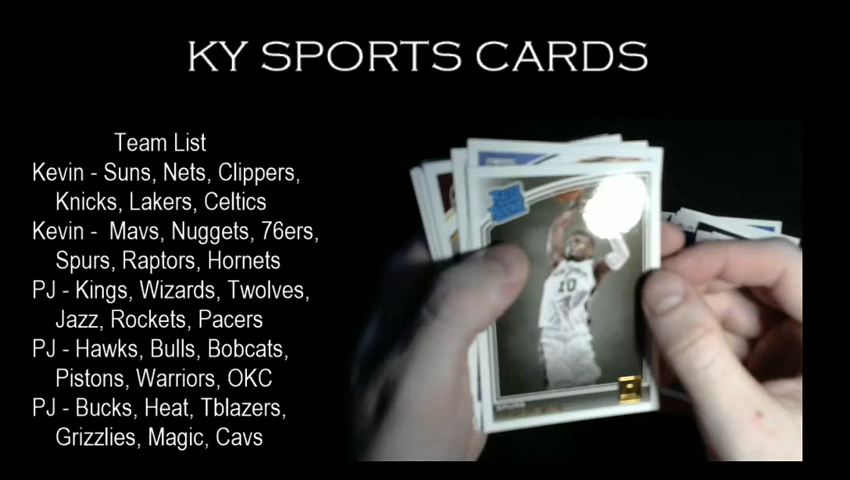 KY SPORTS CARDS
Team List
Kevin - Suns, Nets, Clippers,
Knicks, Lakers, Celtics
Kevin - Mavs, Nuggets, 76ers,
Spurs, Raptors, Hornets
PJ - Kings, Wizards, Twolves,
Jazz, Rockets, Pacers
PJ - Hawks, Bulls, Bobcats,
Pistons, Warriors, OKC
PJ - Bucks, Heat, Tblazers,
Grizzlies, Magic, Cavs
10